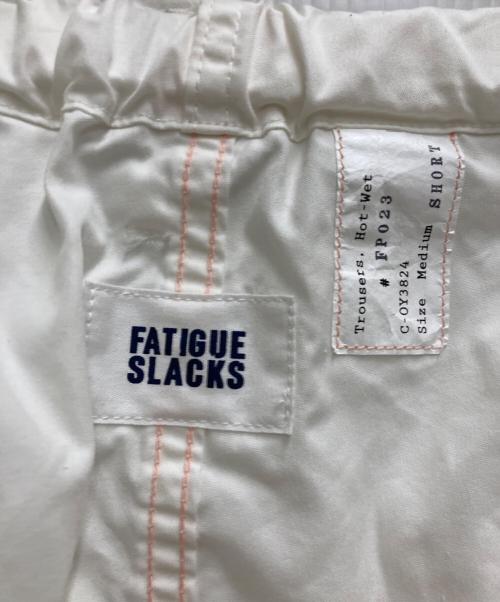 FATIGUE
SLACKS
Trousers, Hot-Wet
# FP023
C-OY3824
Size Medium SHORT